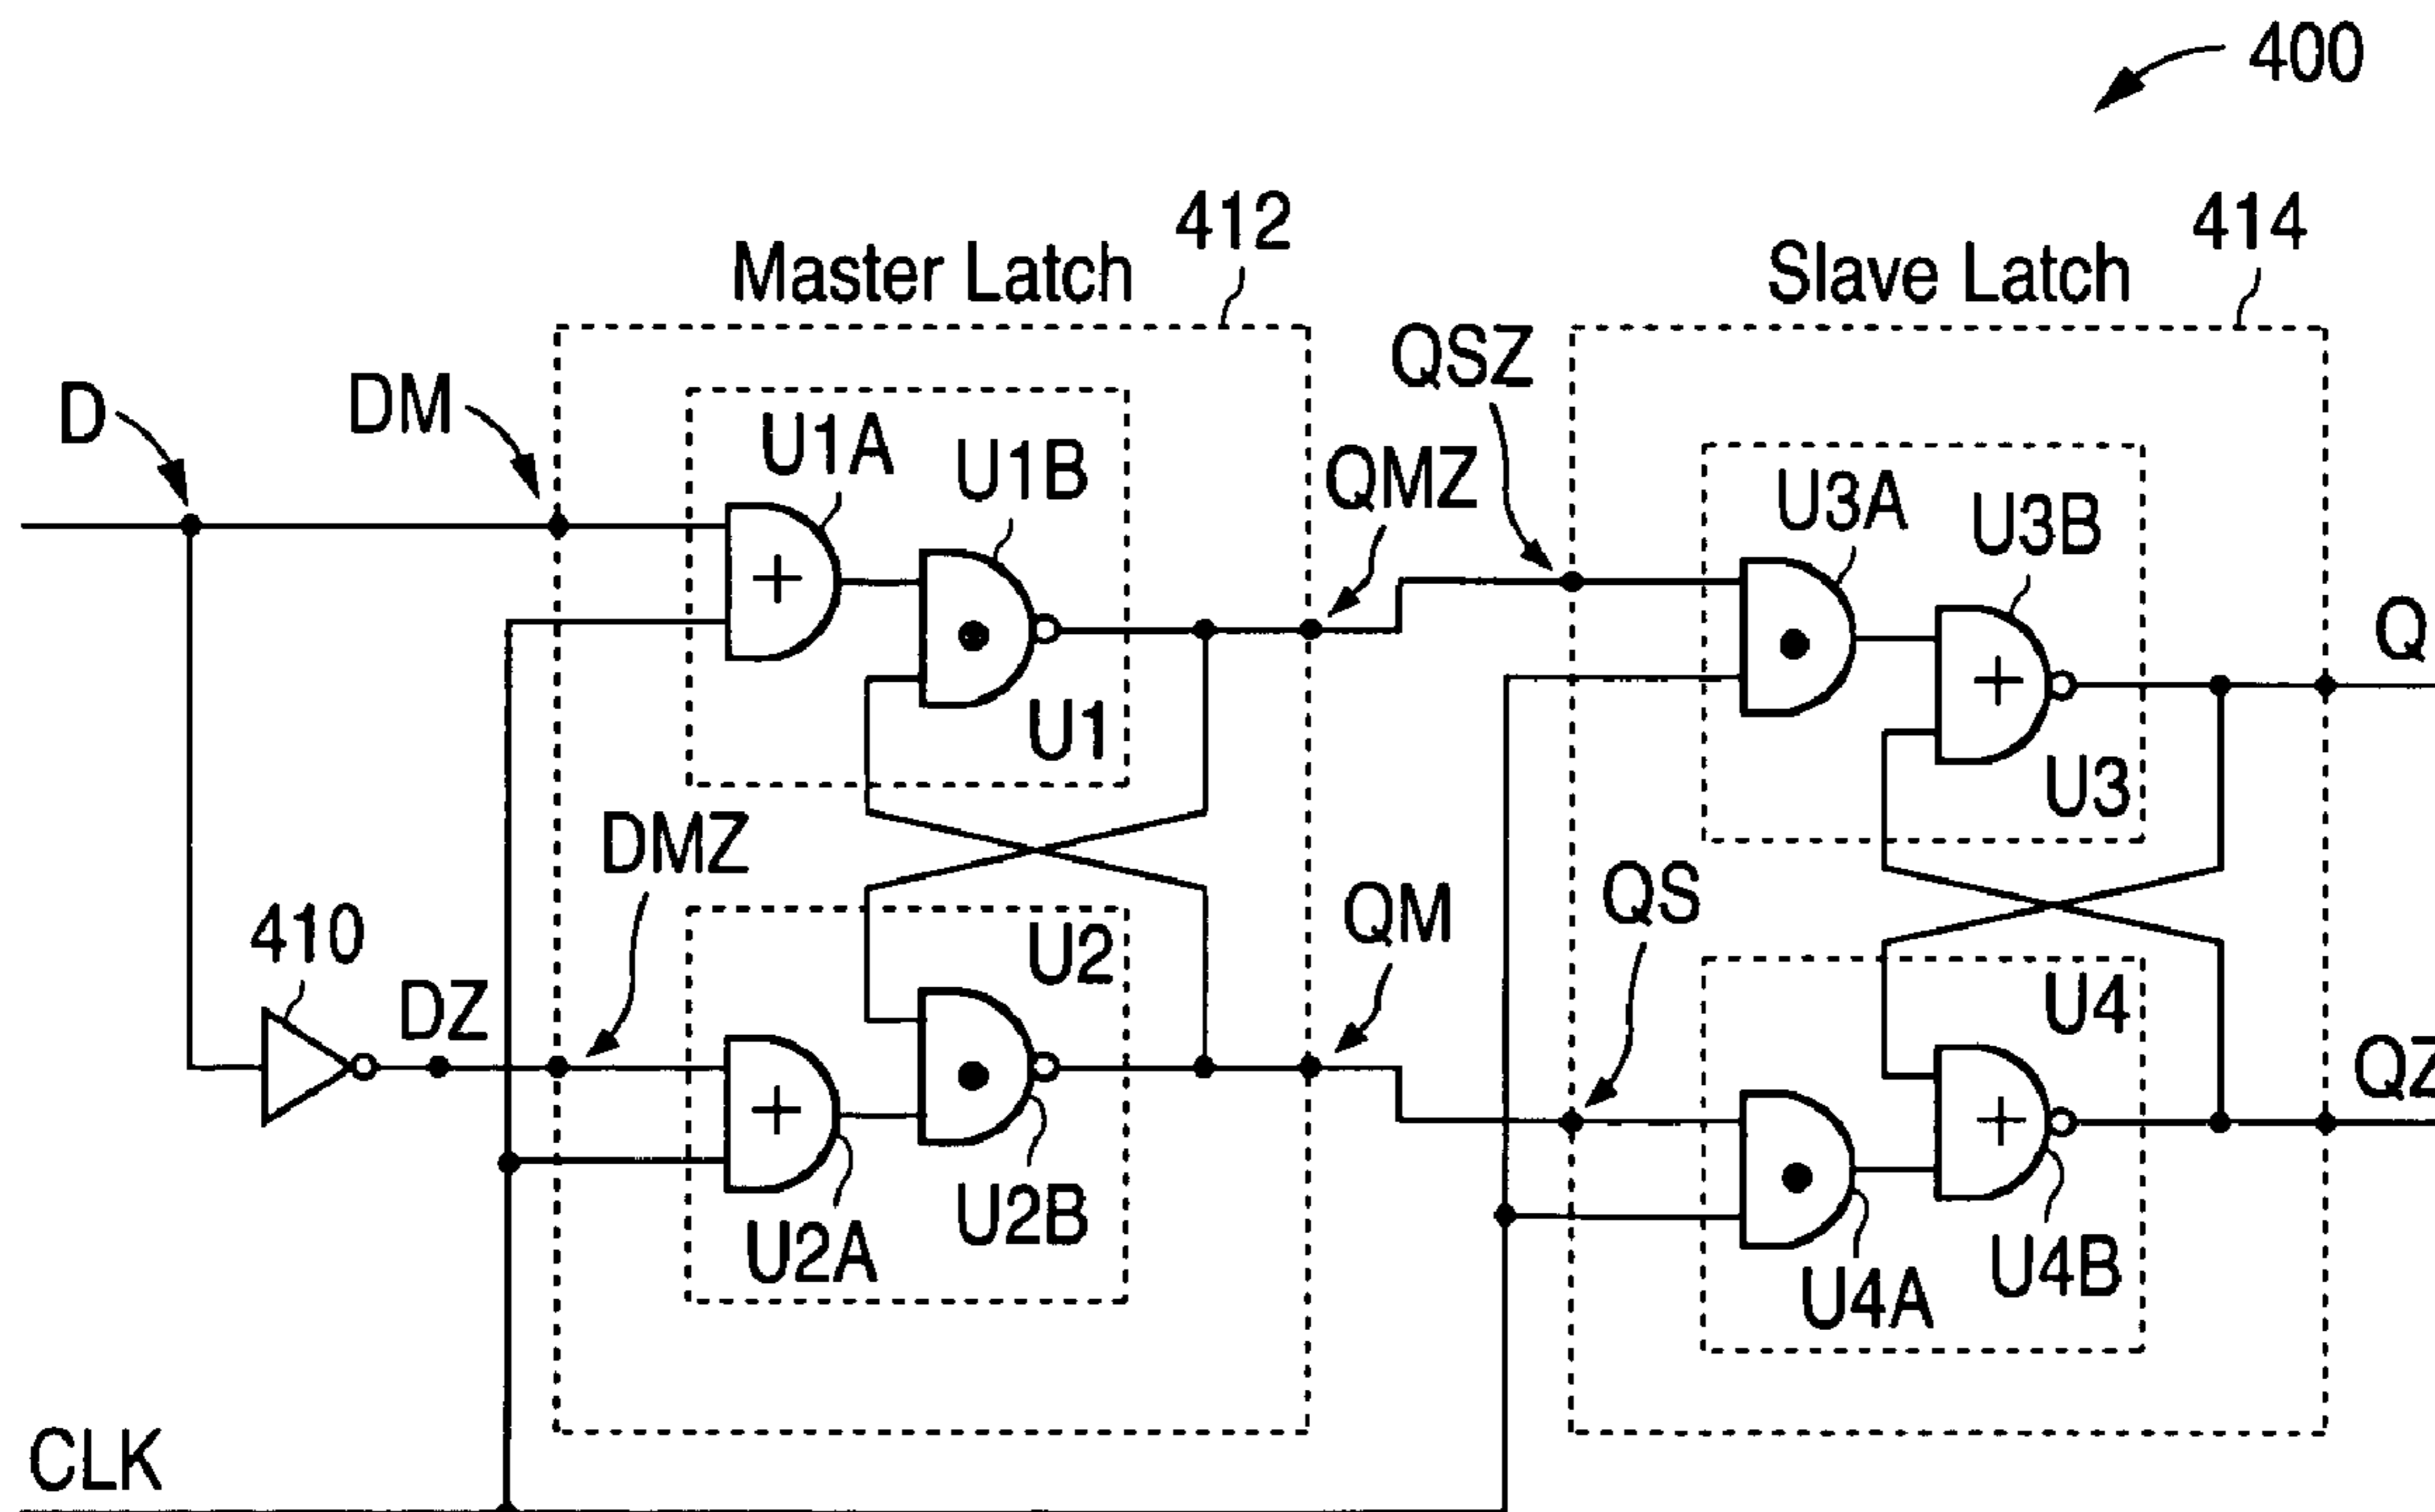 400
412
414
Master Latch
Slave Latch
QSZ
D
DM
U1A
U1B
QMZ
U3A
U3B
Q
U1
U3
DMZ
QM
QS
410
U2
DZ
U4
QZ
U2B
U2A
U4B
U4A
CLK